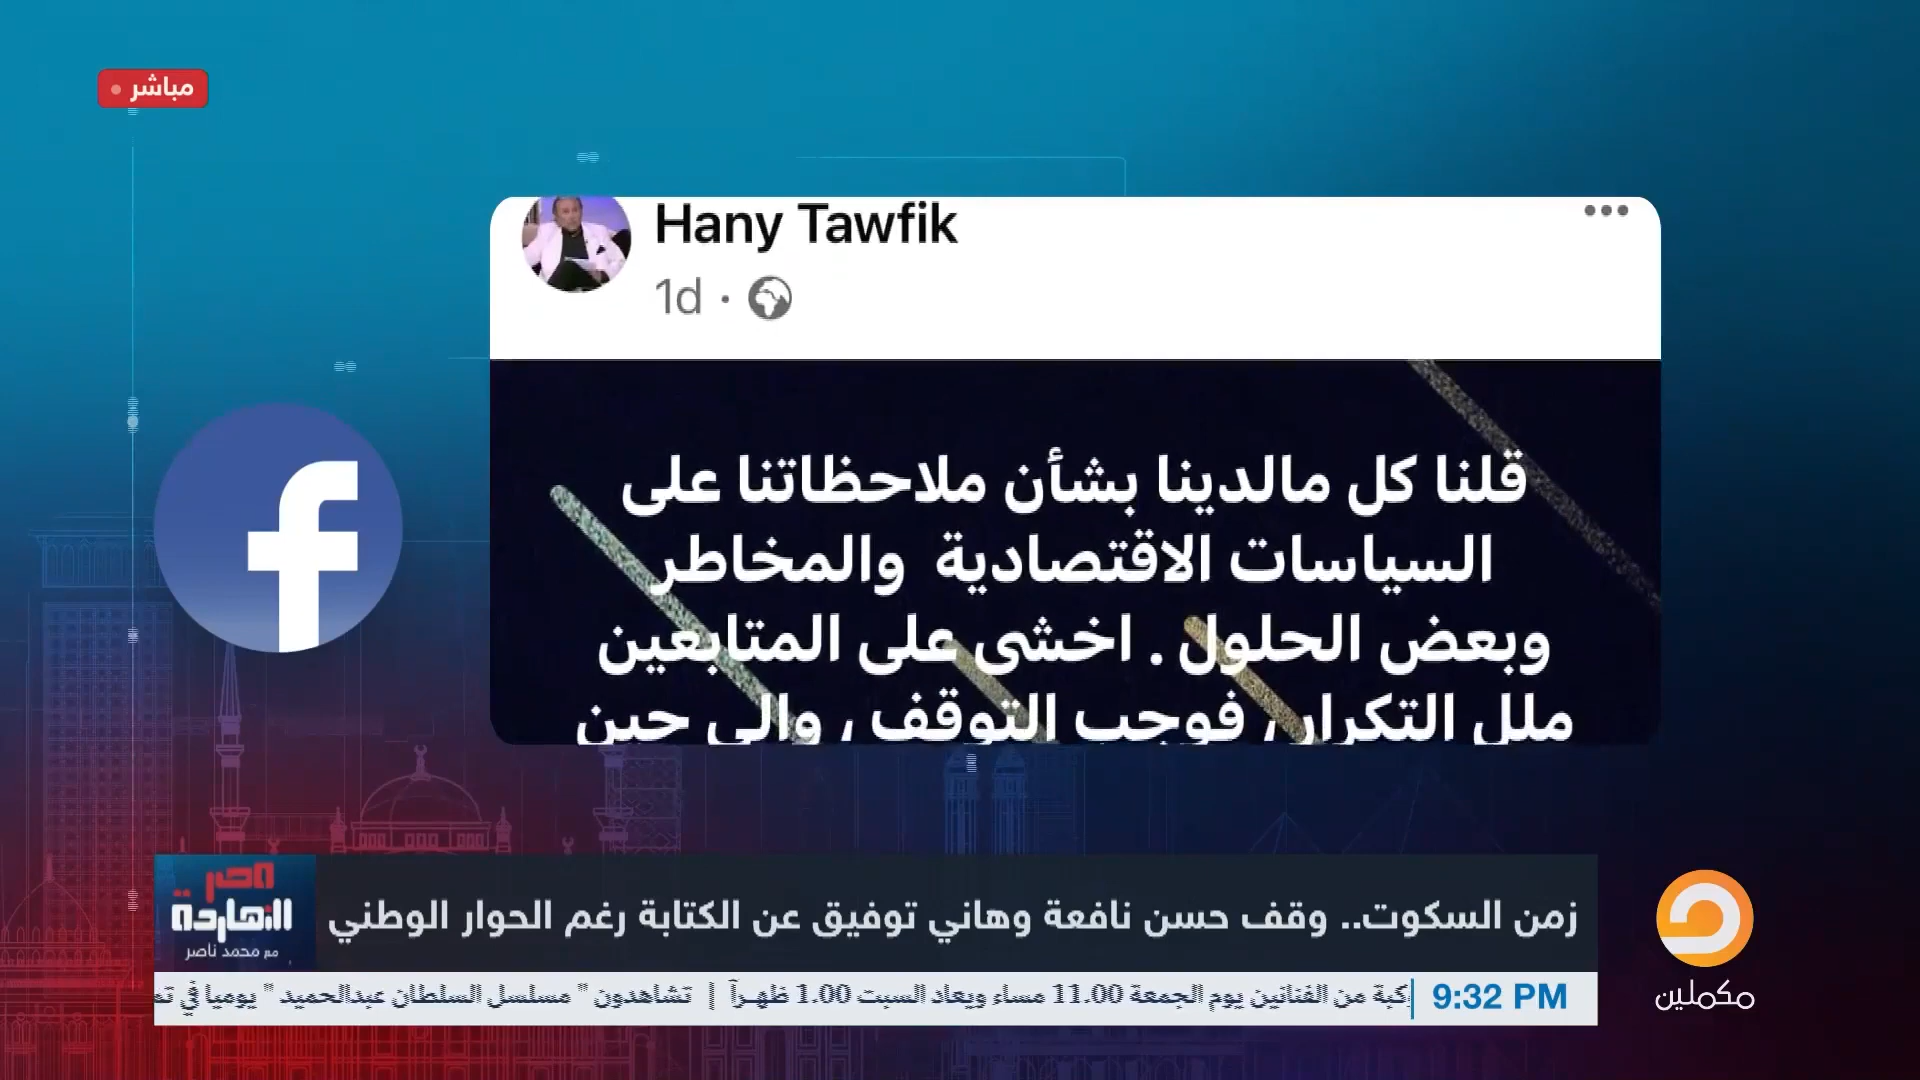 مباشر
Hany Tawfik
1d
قلنا كل مالدينا بشأن ملاحظاتنا على
السياسات الاقتصادية والمخاطر
وبعض الحلول . اخشى على المتابعين
ملل التكرار، فوجب التوقف ، والى حين
زمن السكوت.. وقف حسن نافعة وهاني توفيق عن الكتابة رغم الحوار الوطني
مصر
النهاردة
مع محمد ناصر
9:32 PM
من الفنانين يوم الجمعة 11.00 مساء ويعاد السبت 1.00 ظهـراً | تشاهدون " مسلسل السلطان عبدالحميد " يوميا في
مكملين